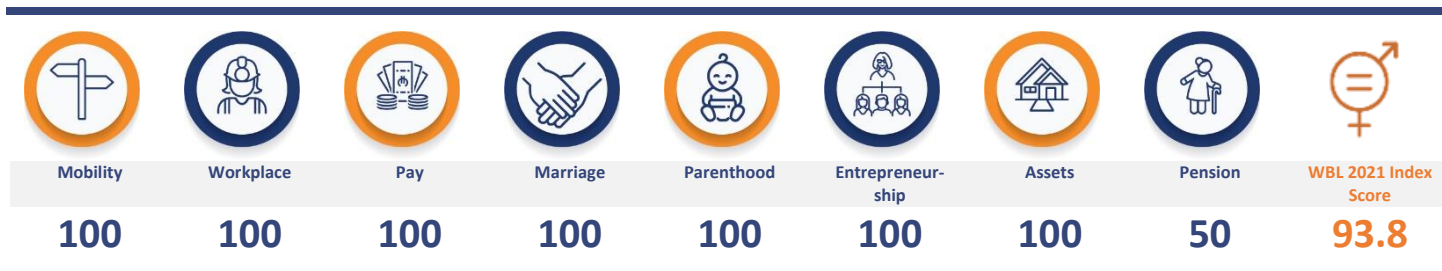 Mobility Workplace Pay Marriage Parenthood Entrepreneur- Assets Pension WBL 2021 Index
ship Score
100 100 100 100 100 100 100 50 93.8